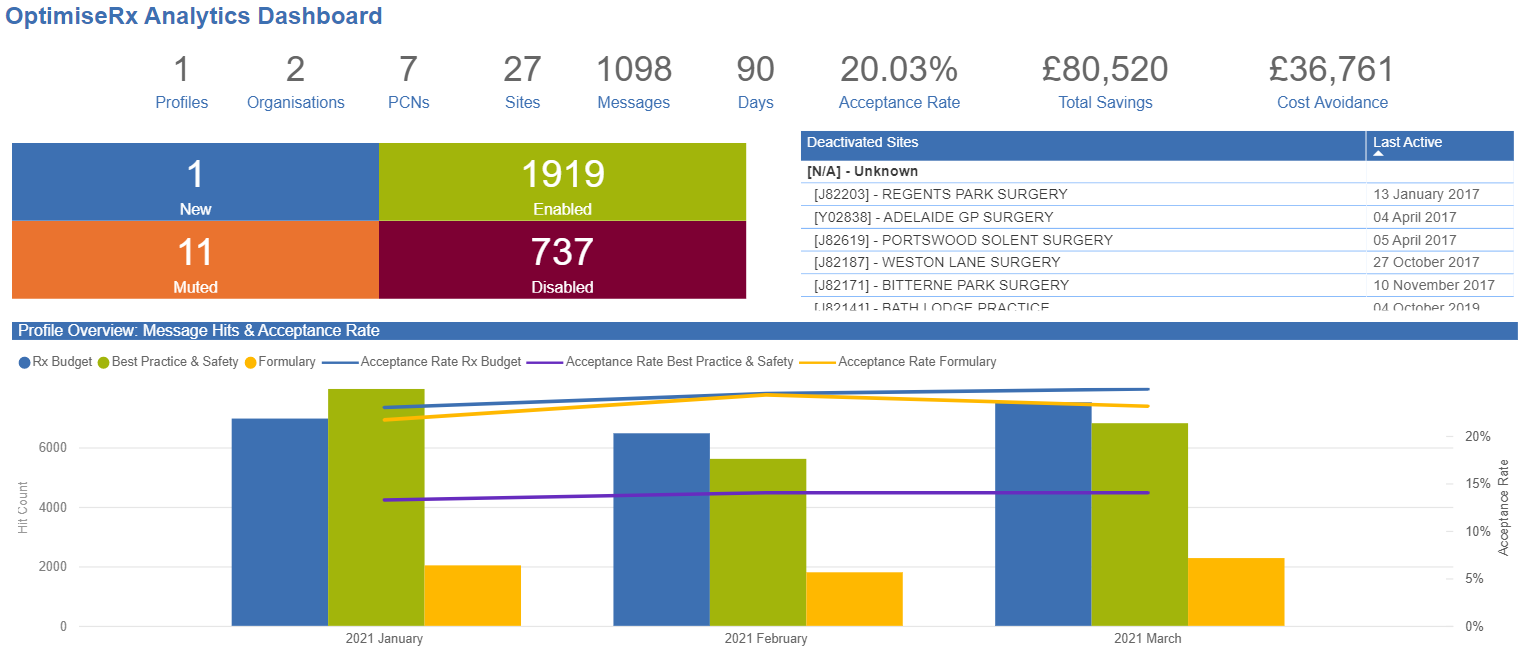 OptimiseRx Analytics Dashboard
1 2 7 27 1098 90 20.03% £80,520 £36,761
Profiles Organisations PCNs Sites Messages Days Acceptance Rate Total Savings Cost Avoidance
1
New
1919
Enabled
11
Muted
737
Disabled
Deactivated Sites Last Active
[N/A] - Unknown
[J82203] - REGENTS PARK SURGERY 13 January 2017
[Y02838] - ADELAIDE GP SURGERY 04 April 2017
[J82619] - PORTSWOOD SOLENT SURGERY 05 April 2017
[J82187] - WESTON LANE SURGERY 27 October 2017
[J82171] - BITTERNE PARK SURGERY 10 November 2017
[J82141] - BATH LODGE PRACTICE 04 October 2019
Profile Overview: Message Hits & Acceptance Rate
Rx Budget Best Practice & Safety Formulary Acceptance Rate Rx Budget Acceptance Rate Best Practice & Safety Acceptance Rate Formulary
Hit Count
6000
4000
2000
0
2021 January 2021 February 2021 March
20%
15%
10%
5%
0%
Acceptance Rate